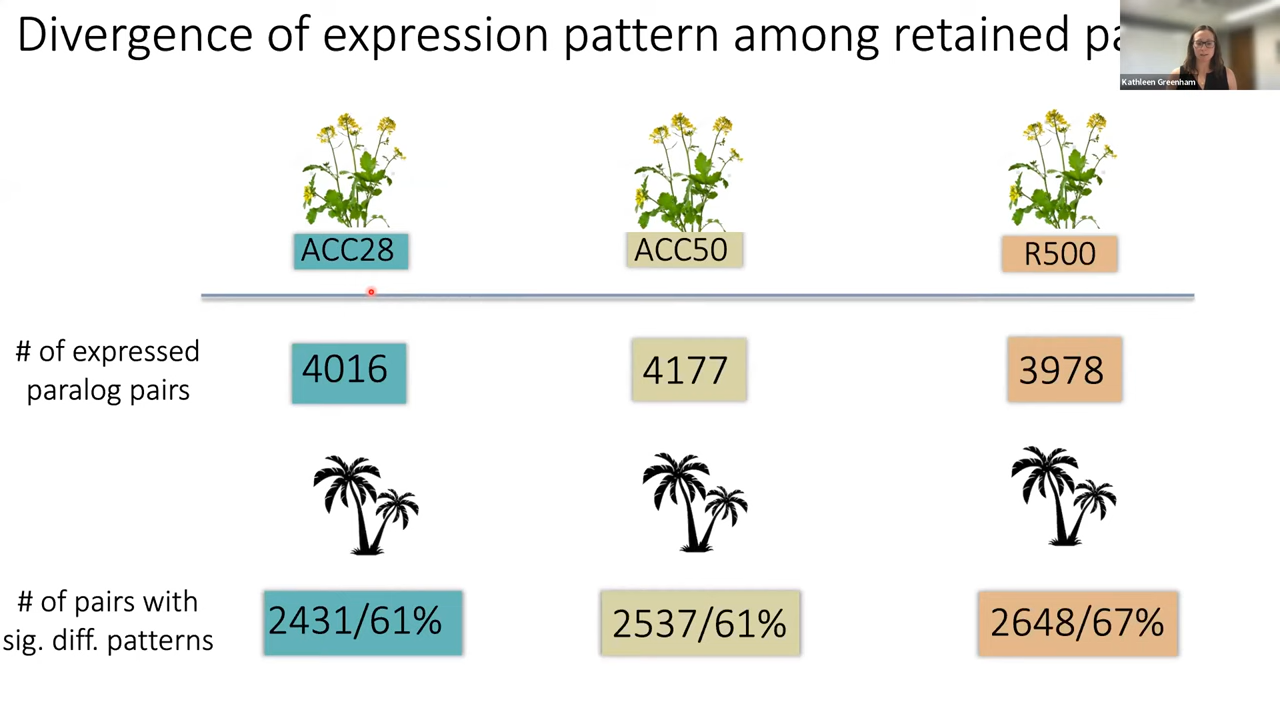 Divergence of expression pattern among retained
Kathleen Greenham
ACC28
ACC50
R500
# of expressed
paralog pairs
4016
4177
3978
# of pairs with
sig. diff. patterns
2431/61%
2537/61%
2648/67%